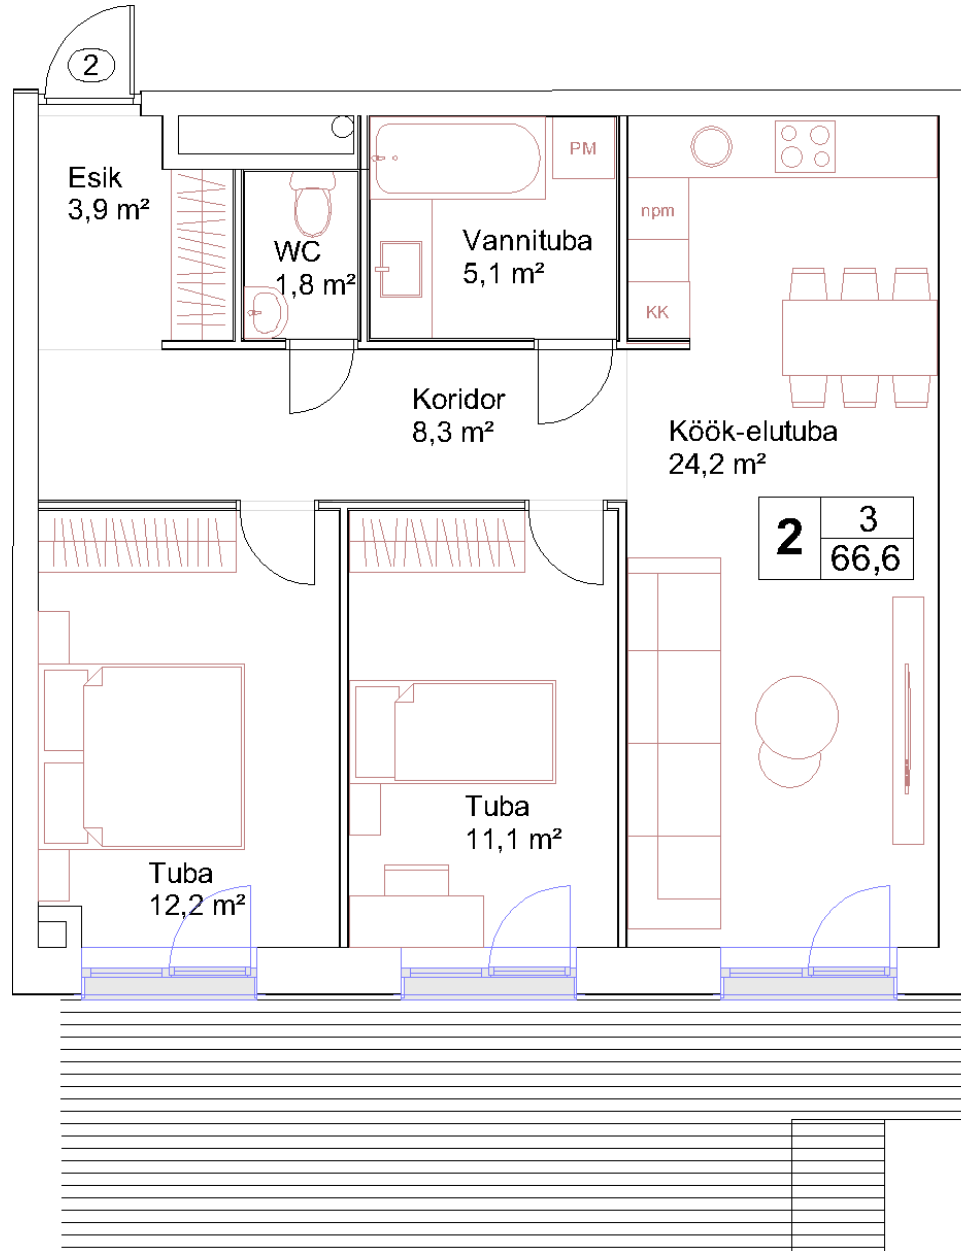 2
Esik
3,9 m²
WC
1,8 m²
PM
Vannituba
5,1 m²
npm
KK
Koridor
8,3 m²
Köök-elutuba
24,2 m²
2
3
66,6
Tuba
11,1 m²
Tuba
12,2 m²